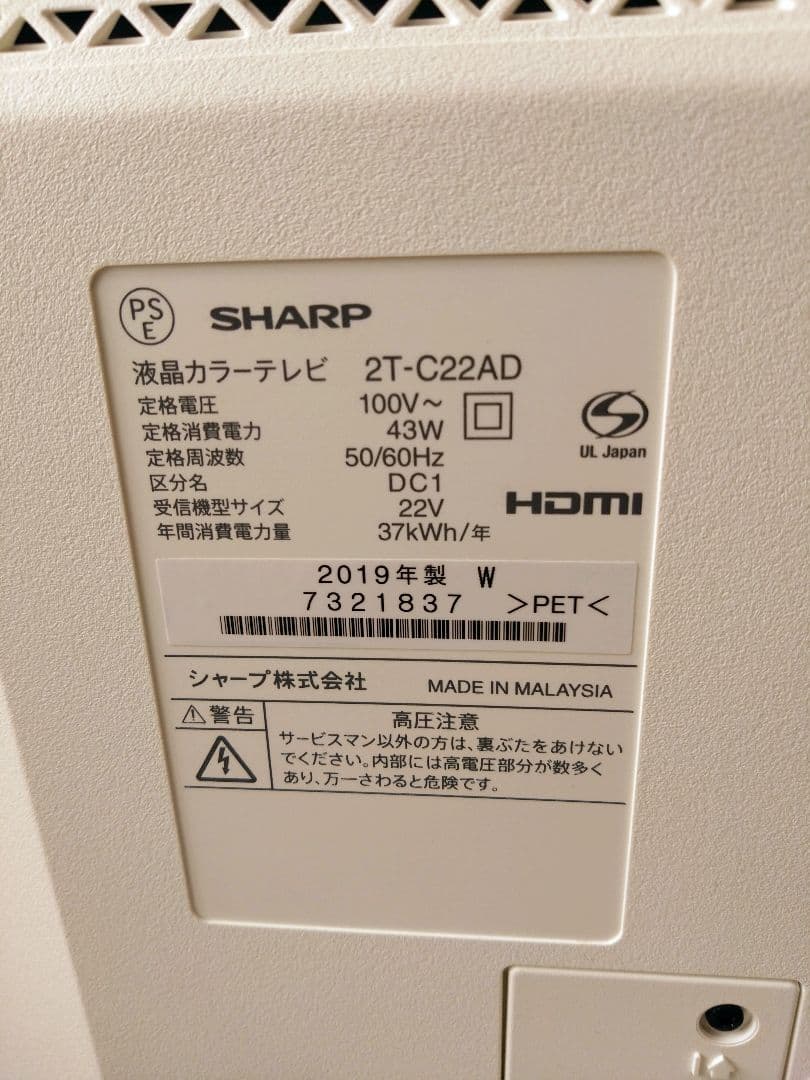 PS
E
SHARP
液晶カラーテレビ 2T-C22AD
定格電圧 100V～
定格消費電力 43W
定格周波数 50/60Hz
区分名 DC1
受信機型サイズ 22V
年間消費電力量 37kWh/年
UL Japan
HDMI
2019年製 W
7321837 >PET<
シャープ株式会社 MADE IN MALAYSIA
警告
高圧注意
サービスマン以外の方は、裏ぶたをあけない
でください。内部には高電圧部分が数多く
あり、万一さわると危険です。